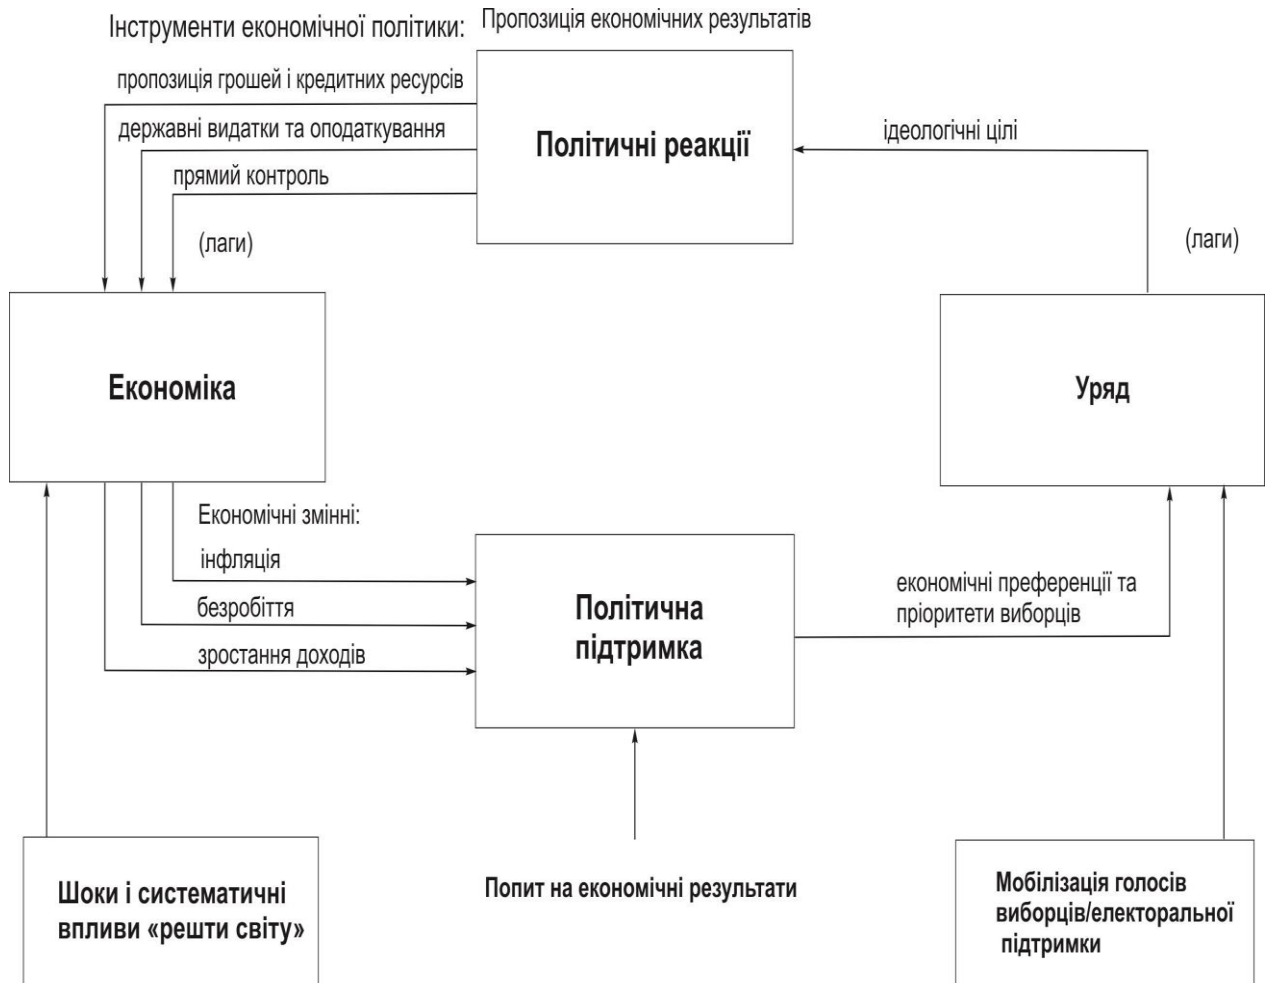 Інструменти економічної політики:
Пропозиція економічних результатів
пропозиція грошей і кредитних ресурсів
державні видатки та оподаткування
прямий контроль
(лаги)
Політичні реакції
ідеологічні цілі
(лаги)
Економіка
Уряд
Економічні змінні:
інфляція
безробіття
зростання доходів
Політична
підтримка
економічні преференції та
пріоритети виборців
Шоки і систематичні
впливи «решти світу»
Попит на економічні результати
Мобілізація голосів
виборців/електоральної
підтримки